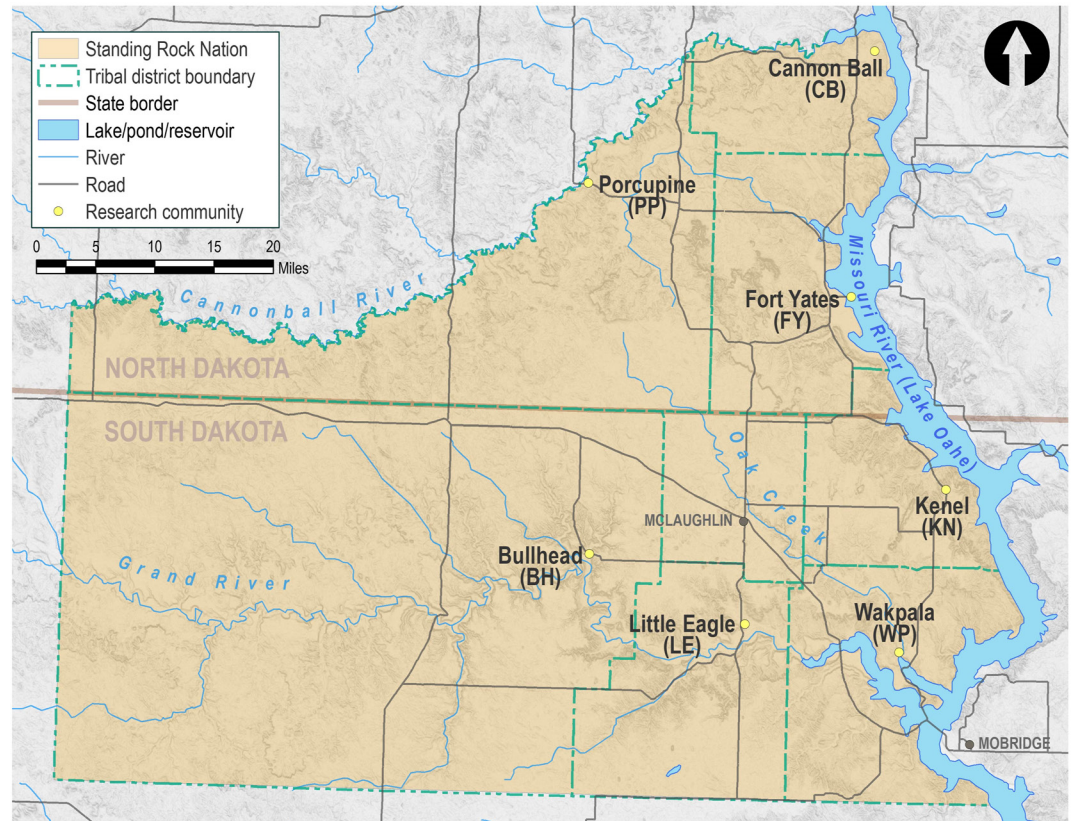 Standing Rock Nation
Tribal district boundary
State border
Lake/pond/reservoir
River
Road
Research community
0 5 10 15 20
Miles
Cannon Ball
(CB)
Porcupine
(PP)
Missouri River (Lake Oahe)
Cannonball River
Fort Yates
(FY)
NORTH DAKOTA
SOUTH DAKOTA
Oak Creek
Kenel
(KN)
MCLAUGHLIN
Bullhead
(BH)
Grand River
Little Eagle
(LE)
Wakpala
(WP)
MOBRIDGE